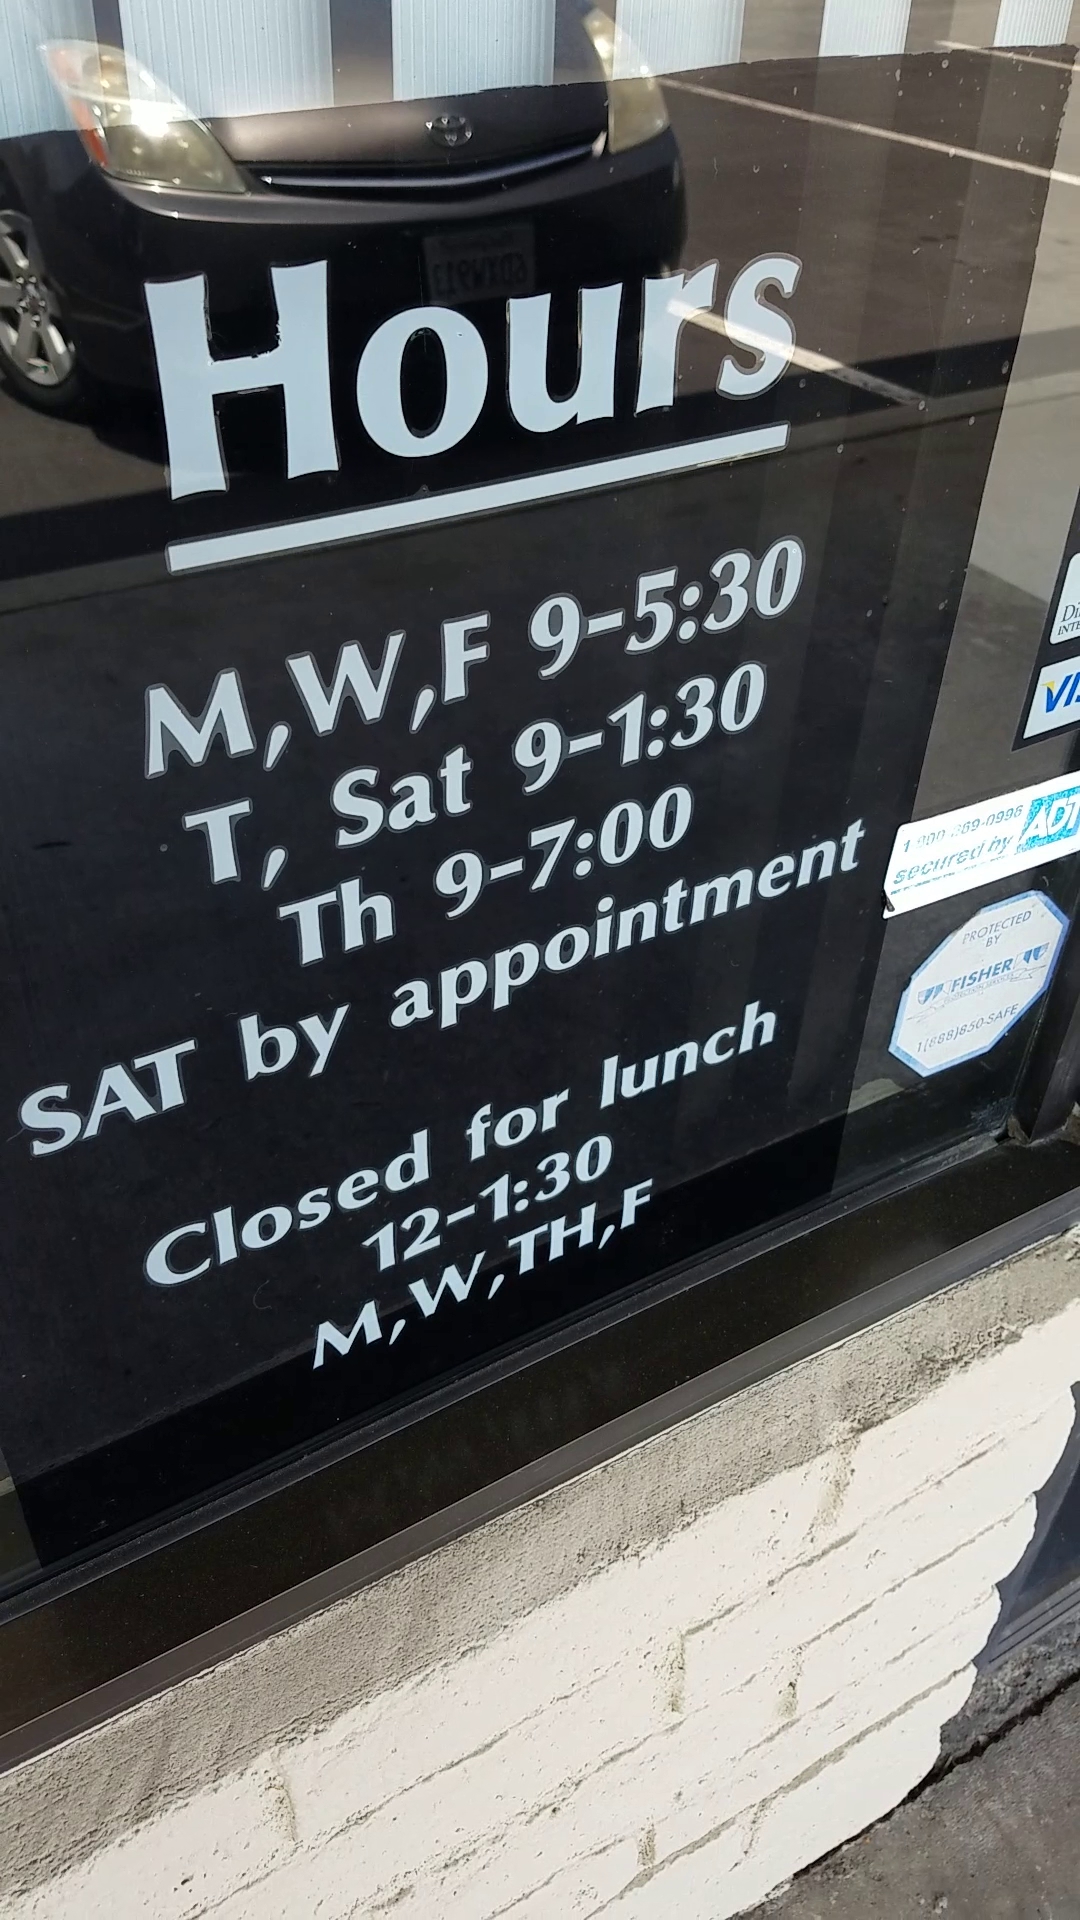 Hours
M,W,F 9-5:30
T, Sat 9-1:30
Th 9-7:00
SAT by appointment
Closed for lunch
12-1:30
M,W,TH,F
VIS
ADT
secured by
PROTECTED
BY
FISHER
1(888)850-SAFE